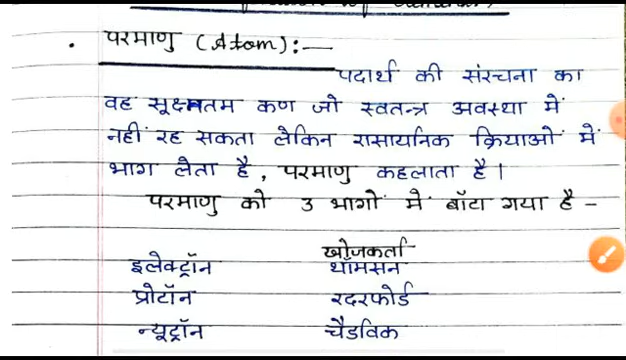 • परमाणु (Atom):—
पदार्थ की संरचना का
वह सूक्ष्मतम कण जो स्वतन्त्र अवस्था में
नहीं रह सकता लेकिन रासायनिक क्रियाओं में
भाग लेता है, परमाणु कहलाता है।
परमाणु को 3 भागों में बाँटा गया है –
खोजकर्ता
इलेक्ट्रॉन थॉमसन
प्रोटॉन रदरफोर्ड
न्यूट्रॉन चैडविक